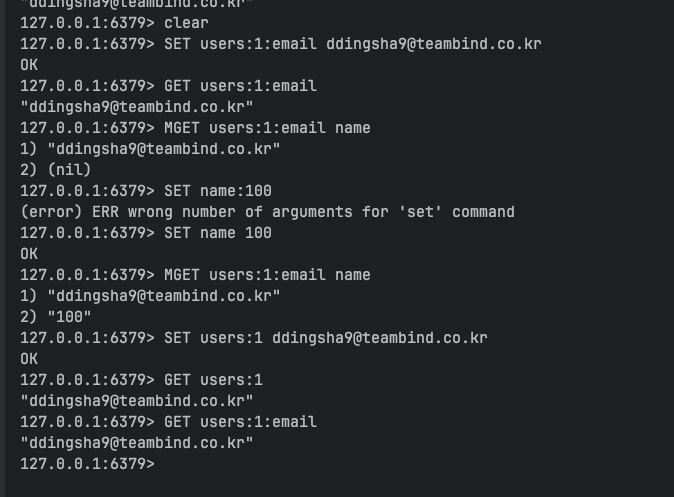 "ddingsha9@teambind.co.kr"
127.0.0.1:6379> clear
127.0.0.1:6379> SET users:1:email ddingsha9@teambind.co.kr
OK
127.0.0.1:6379> GET users:1:email
"ddingsha9@teambind.co.kr"
127.0.0.1:6379> MGET users:1:email name
1) "ddingsha9@teambind.co.kr"
2) (nil)
127.0.0.1:6379> SET name:100
(error) ERR wrong number of arguments for 'set' command
127.0.0.1:6379> SET name 100
OK
127.0.0.1:6379> MGET users:1:email name
1) "ddingsha9@teambind.co.kr"
2) "100"
127.0.0.1:6379> SET users:1 ddingsha9@teambind.co.kr
OK
127.0.0.1:6379> GET users:1
"ddingsha9@teambind.co.kr"
127.0.0.1:6379> GET users:1:email
"ddingsha9@teambind.co.kr"
127.0.0.1:6379>